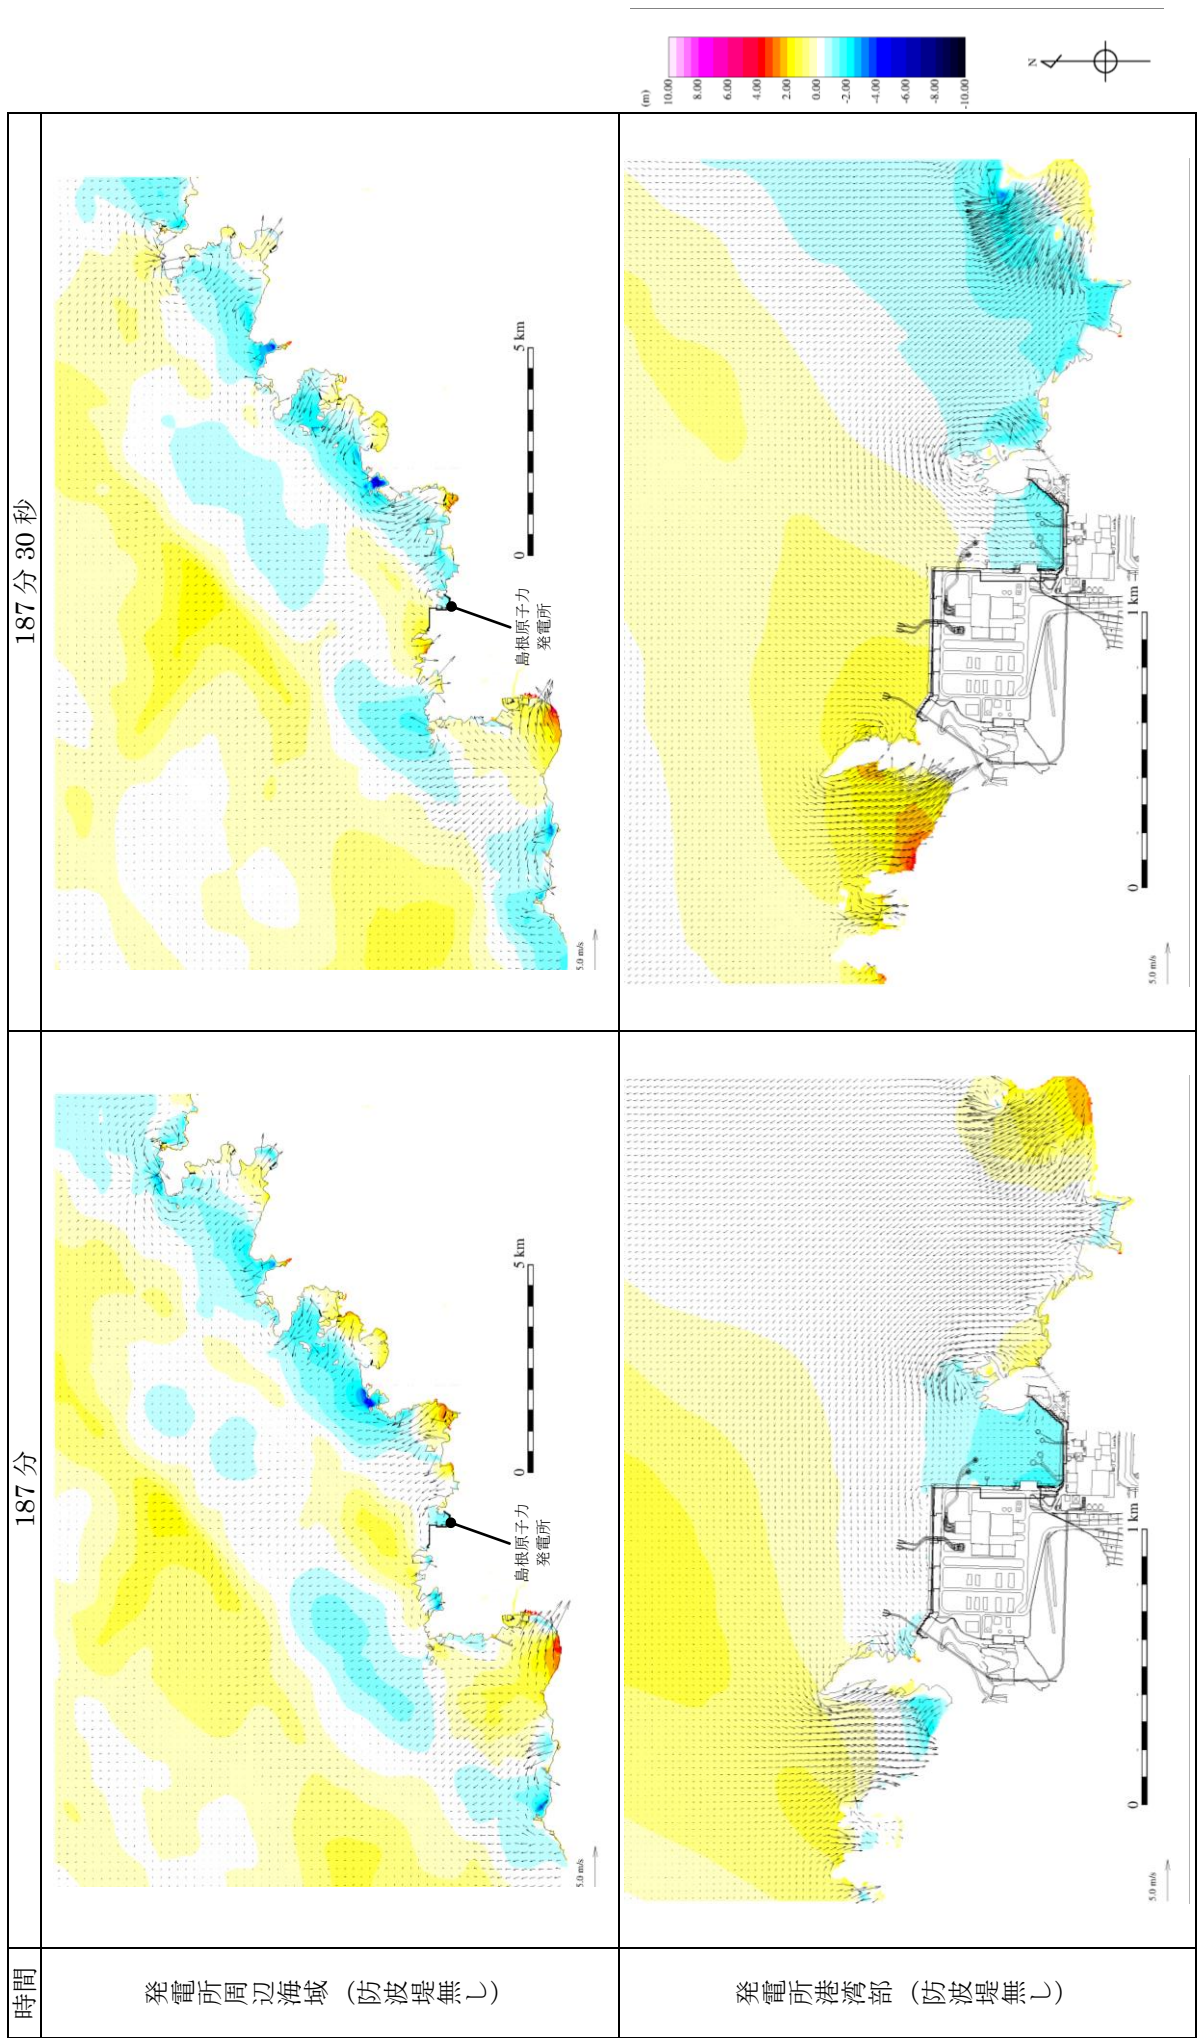 時間
187分
187分 30秒
発電所周辺海域（防波堤無し）
島根原子力
発電所
0
5 km
5.0 m/s
島根原子力
発電所
0
5 km
5.0 m/s
発電所港湾部（防波堤無し）
0
1 km
5.0 m/s
0
1 km
5.0 m/s
(m)
10.00
8.00
6.00
4.00
2.00
0.00
-2.00
-4.00
-6.00
-8.00
-10.00
N